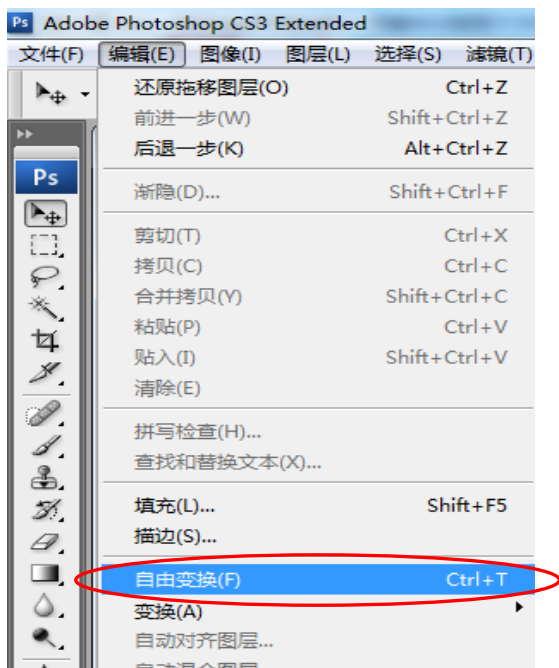 Ps Adobe Photoshop CS3 Extended
文件(F) 编辑(E) 图像(I) 图层(L) 选择(S) 滤镜(T)
还原拖移图层(O) Ctrl+Z
前进一步(W) Shift+Ctrl+Z
后退一步(K) Alt+Ctrl+Z
Ps
渐隐(D)... Shift+Ctrl+F
剪切(T) Ctrl+X
拷贝(C) Ctrl+C
合并拷贝(Y) Shift+Ctrl+C
粘贴(P) Ctrl+V
贴入(I) Shift+Ctrl+V
清除(E)
拼写检查(H)...
查找和替换文本(X)...
填充(L)... Shift+F5
描边(S)...
自由变换(F) Ctrl+T
变换(A)
自动对齐图层...